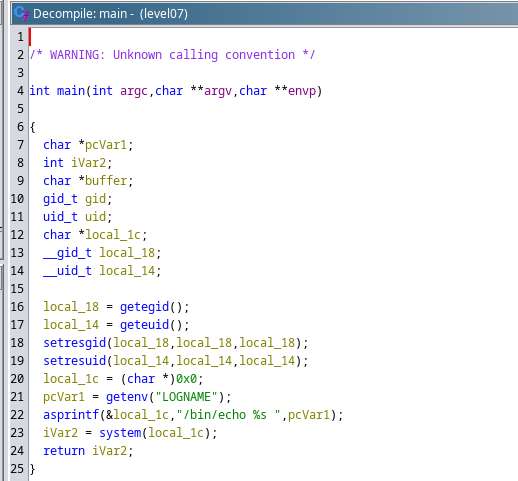 Decompile: main - (level07)
1
2 /* WARNING: Unknown calling convention */
3
4 int main(int argc,char **argv,char **envp)
5
6 {
7   char *pcVar1;
8   int iVar2;
9   char *buffer;
10   gid_t gid;
11   uid_t uid;
12   char *local_1c;
13   __gid_t local_18;
14   __uid_t local_14;
15
16   local_18 = getegid();
17   local_14 = geteuid();
18   setresgid(local_18,local_18,local_18);
19   setresuid(local_14,local_14,local_14);
20   local_1c = (char *)0x0;
21   pcVar1 = getenv("LOGNAME");
22   asprintf(&local_1c,"/bin/echo %s ",pcVar1);
23   iVar2 = system(local_1c);
24   return iVar2;
25 }